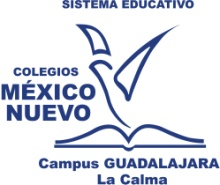 SISTEMA EDUCATIVO
COLEGIOS
MÉXICO
NUEVO
Campus GUADALAJARA
La Calma